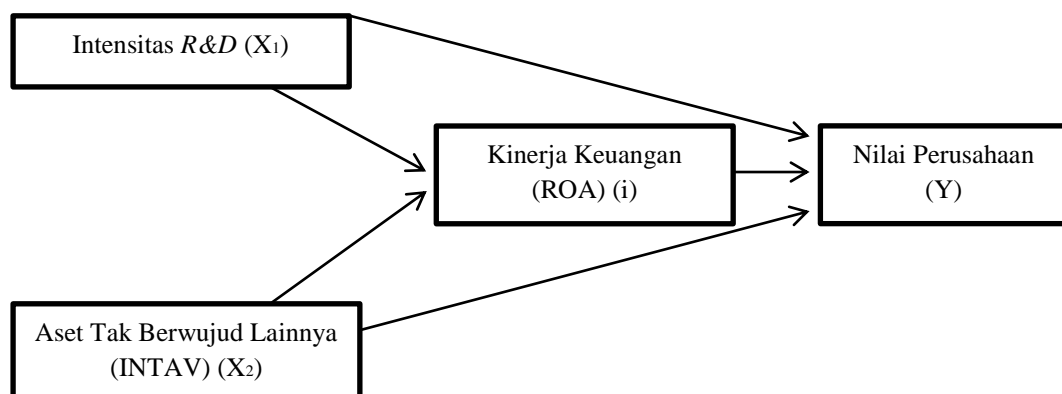 Intensitas R&D (X₁)
Kinerja Keuangan
(ROA) (i)
Nilai Perusahaan
(Y)
Aset Tak Berwujud Lainnya
(INTAV) (X₂)